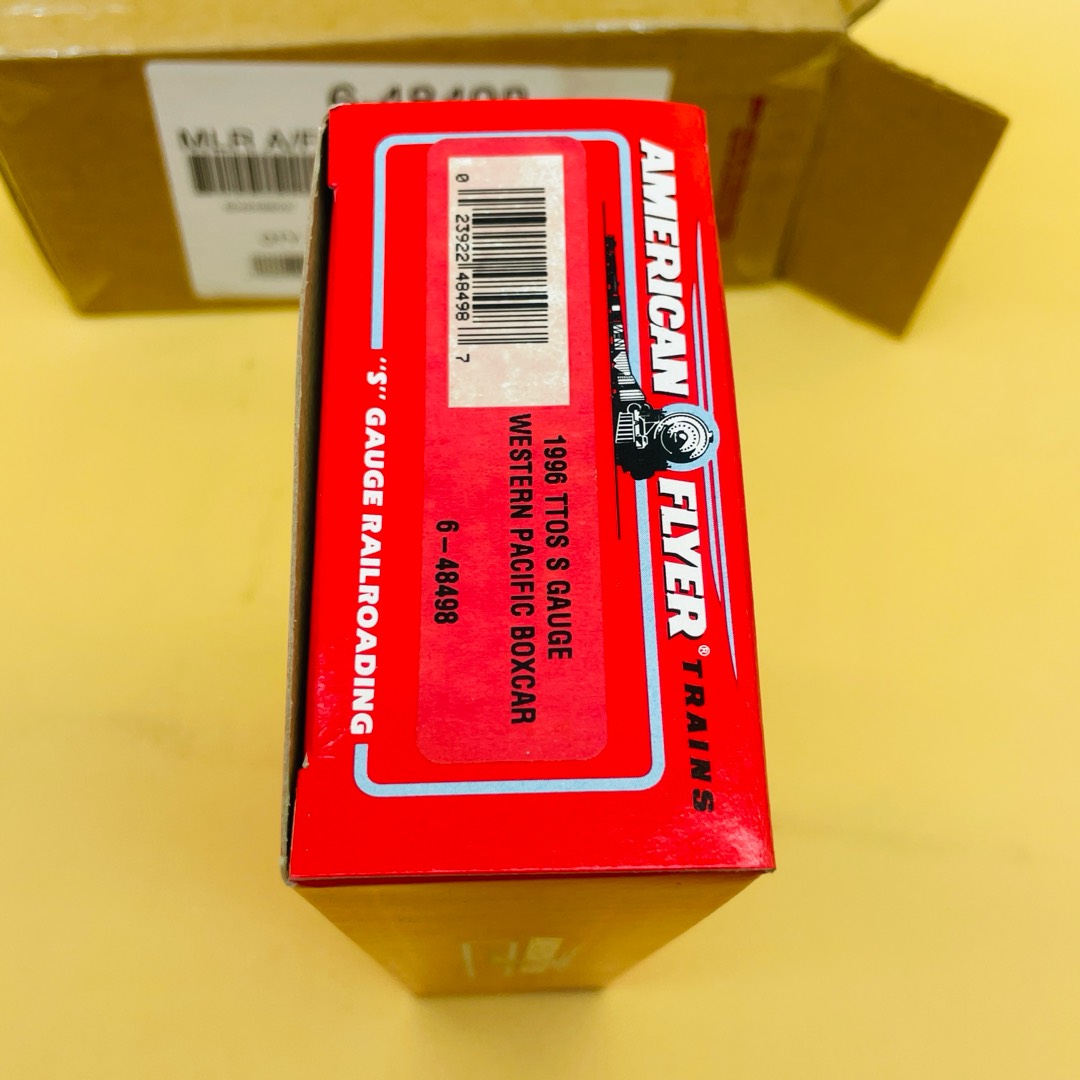 AMERICAN FLYER® TRAINS
0 23922 48498 7
1996 TTOS S GAUGE
WESTERN PACIFIC BOXCAR
6-48498
"S" GAUGE RAILROADING
6-48498